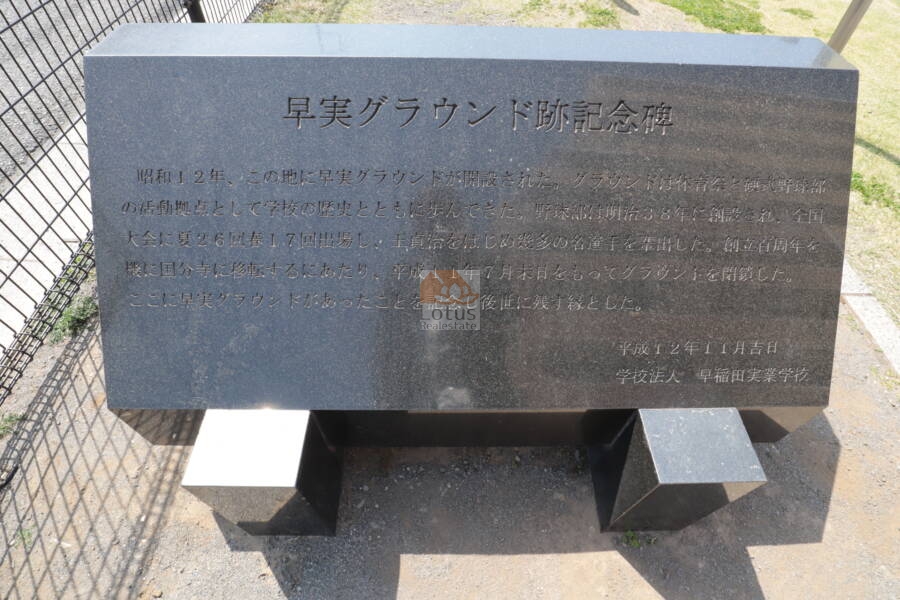 早実グラウンド跡記念碑
昭和１２年、この地に早実グラウンドが開設された。グラウンドは体育祭と硬式野球部
の活動拠点として学校の歴史とともに歩んできた。野球部は明治３８年に創設され、全国
大会に夏２６回春１７回出場し、王貞治をはじめ幾多の名選手を輩出した。創立百周年を
機に国分寺に移転するにあたり、平成 年７月末日をもってグラウンドを閉鎖した。
ここに早実グラウンドがあったことを記念し後世に残す縁とした。
平成１２年１１月吉日
学校法人　早稲田実業学校
Lotus
Realestate